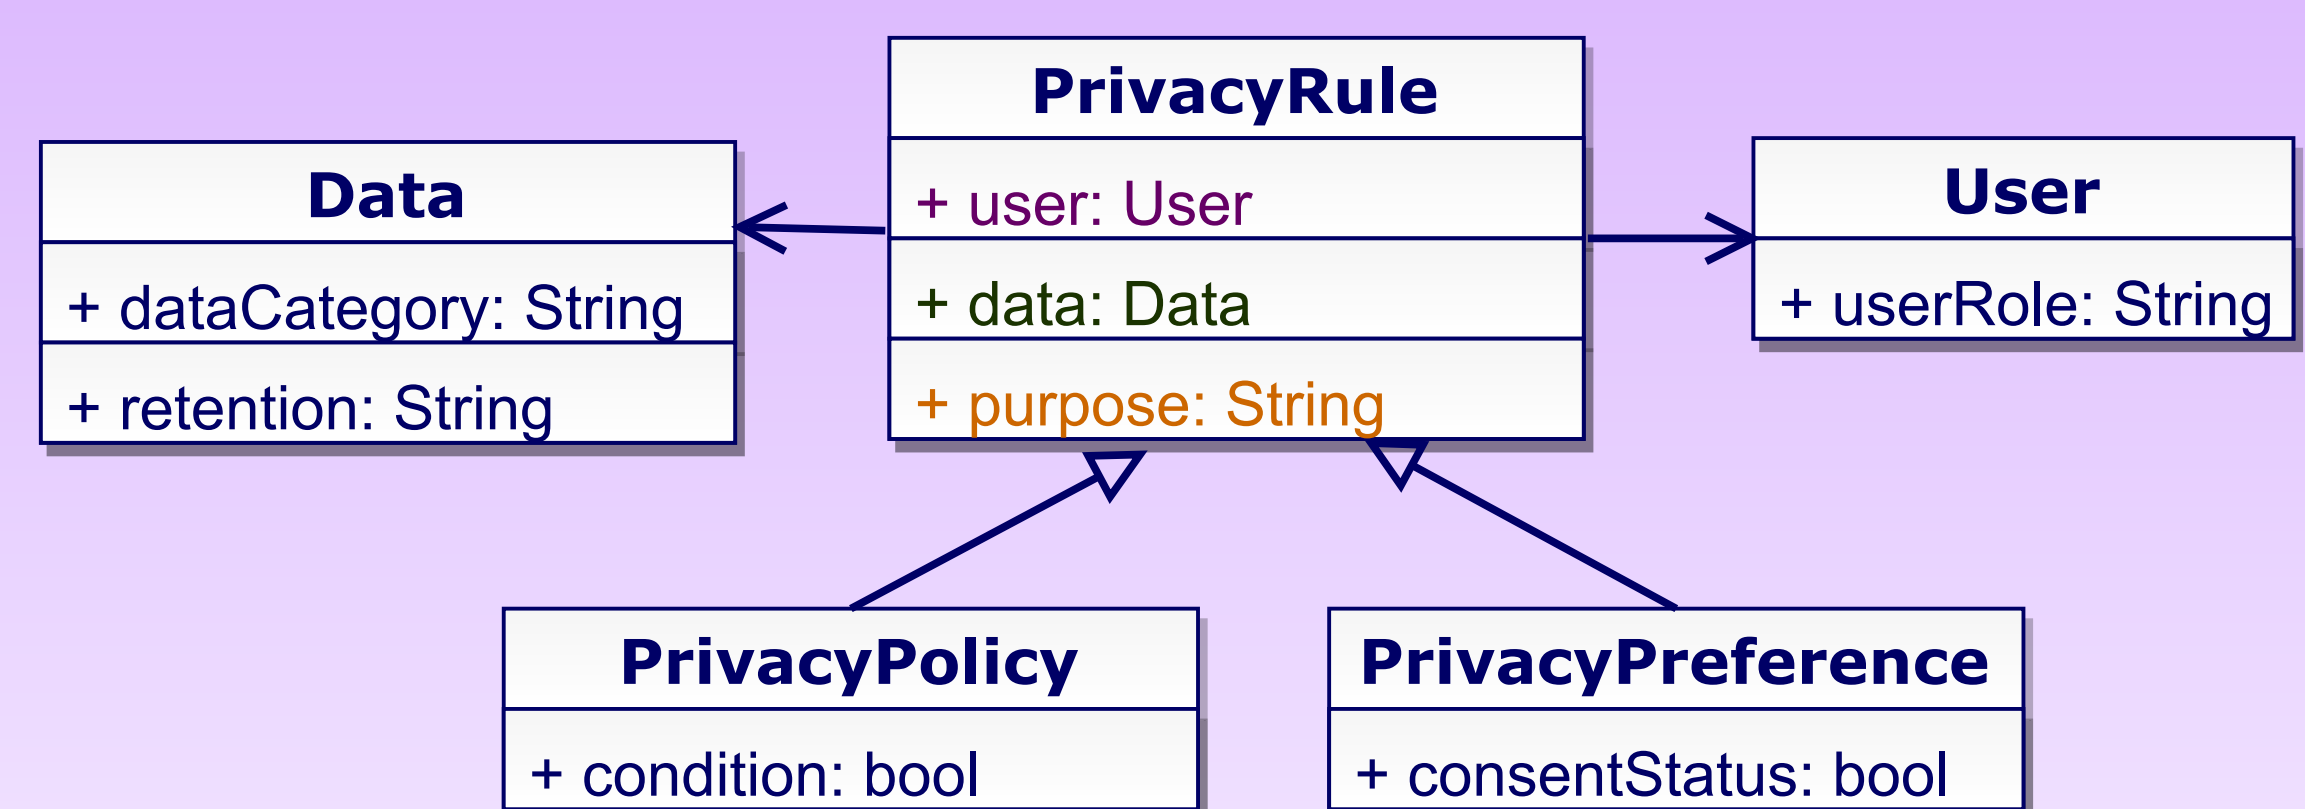 PrivacyRule
+ user: User
+ data: Data
+ purpose: String
Data
+ dataCategory: String
+ retention: String
User
+ userRole: String
PrivacyPolicy
+ condition: bool
PrivacyPreference
+ consentStatus: bool